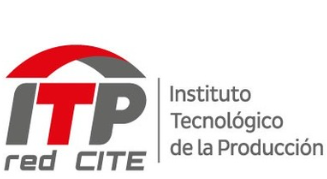 ITP
red CITE
Instituto
Tecnológico
de la Producción